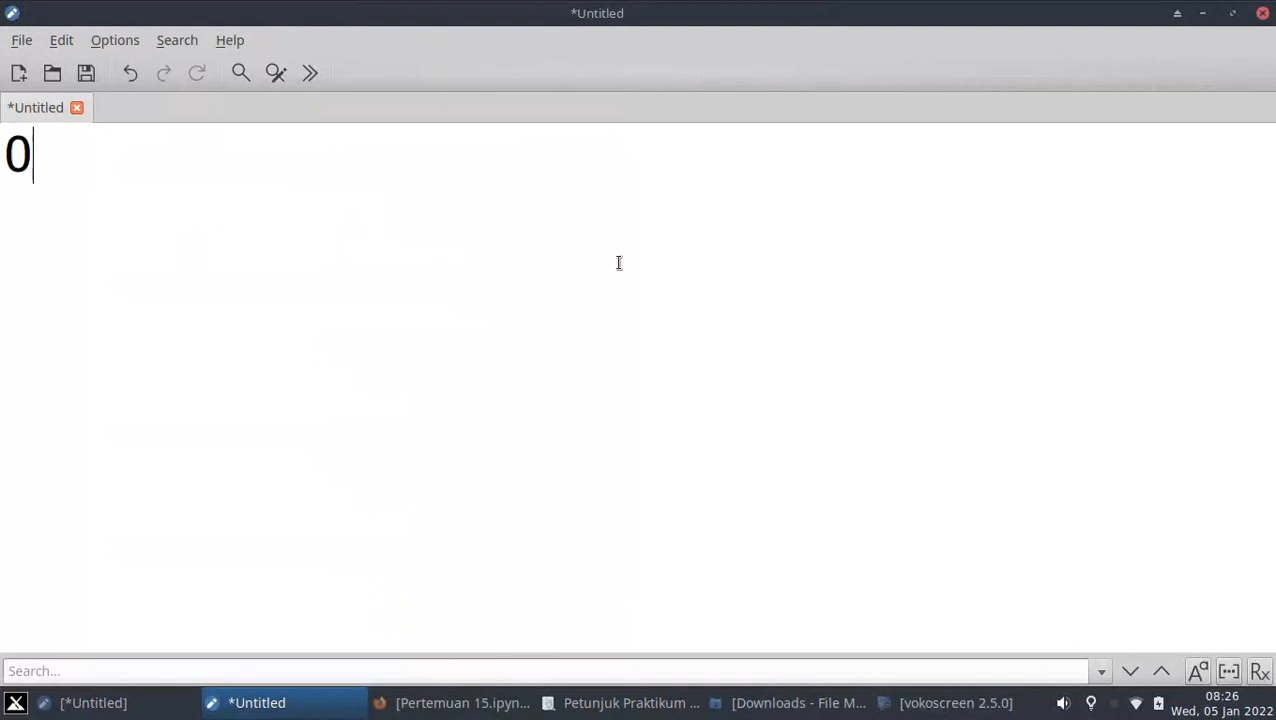 *Untitled
File Edit Options Search Help
*Untitled
0
Search...
[*Untitled] *Untitled [Pertemuan 15.ipyn... Petunjuk Praktikum ... [Downloads - File M... [vokoscreen 2.5.0] 08:26
Wed, 05 Jan 2022